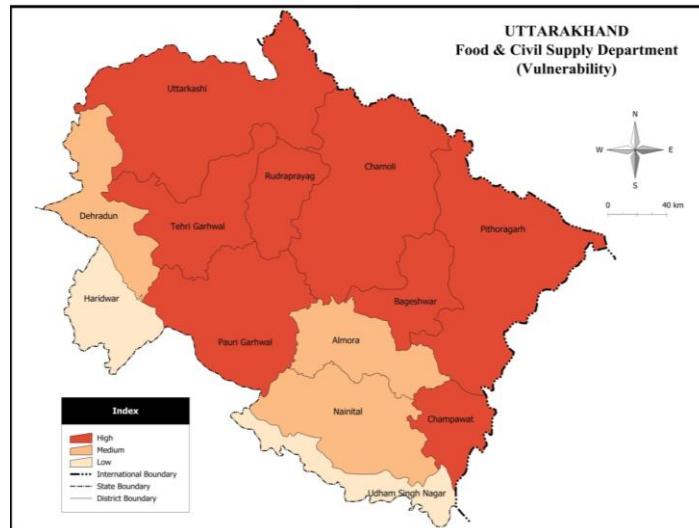 UTTARAKHAND
Food & Civil Supply Department
(Vulnerability)
N
W E
S
0 40 km
Uttarkashi
Chamoli
Rudraprayag
Dehradun
Tehri Garhwal
Pithoragarh
Haridwar
Bageshwar
Pauri Garhwal
Almora
Nainital
Champawat
Udham Singh Nagar
Index
High
Medium
Low
International Boundary
State Boundary
District Boundary